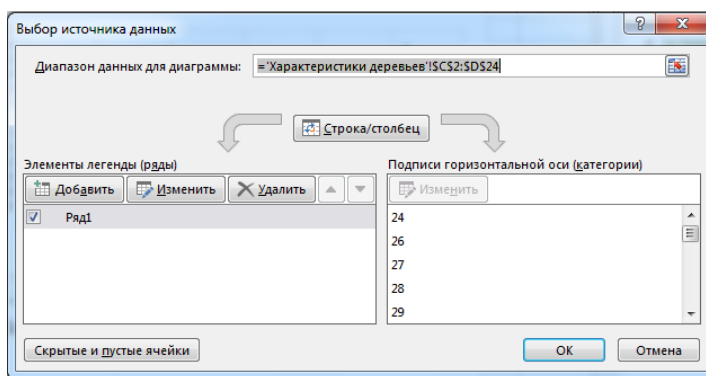 Выбор источника данных
Диапазон данных для диаграммы: ='Характеристики деревьев'!$C$2:$D$24
Строка/столбец
Элементы легенды (ряды)
Добавить Изменить Удалить
Ряд1
Подписи горизонтальной оси (категории)
Изменить
24
26
27
28
29
Скрытые и пустые ячейки
ОК Отмена